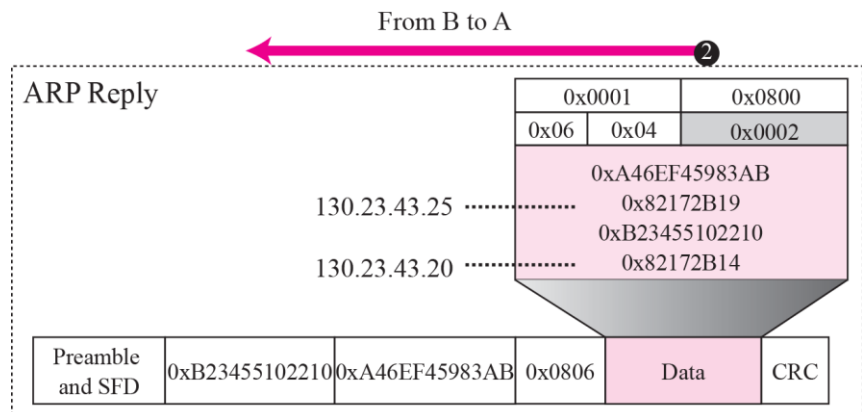 From B to A
2
ARP Reply
0x0001 0x0800
0x06 0x04 0x0002
0xA46EF45983AB
130.23.43.25 0x82172B19
0xB23455102210
130.23.43.20 0x82172B14
Preamble and SFD 0xB23455102210 0xA46EF45983AB 0x0806 Data CRC